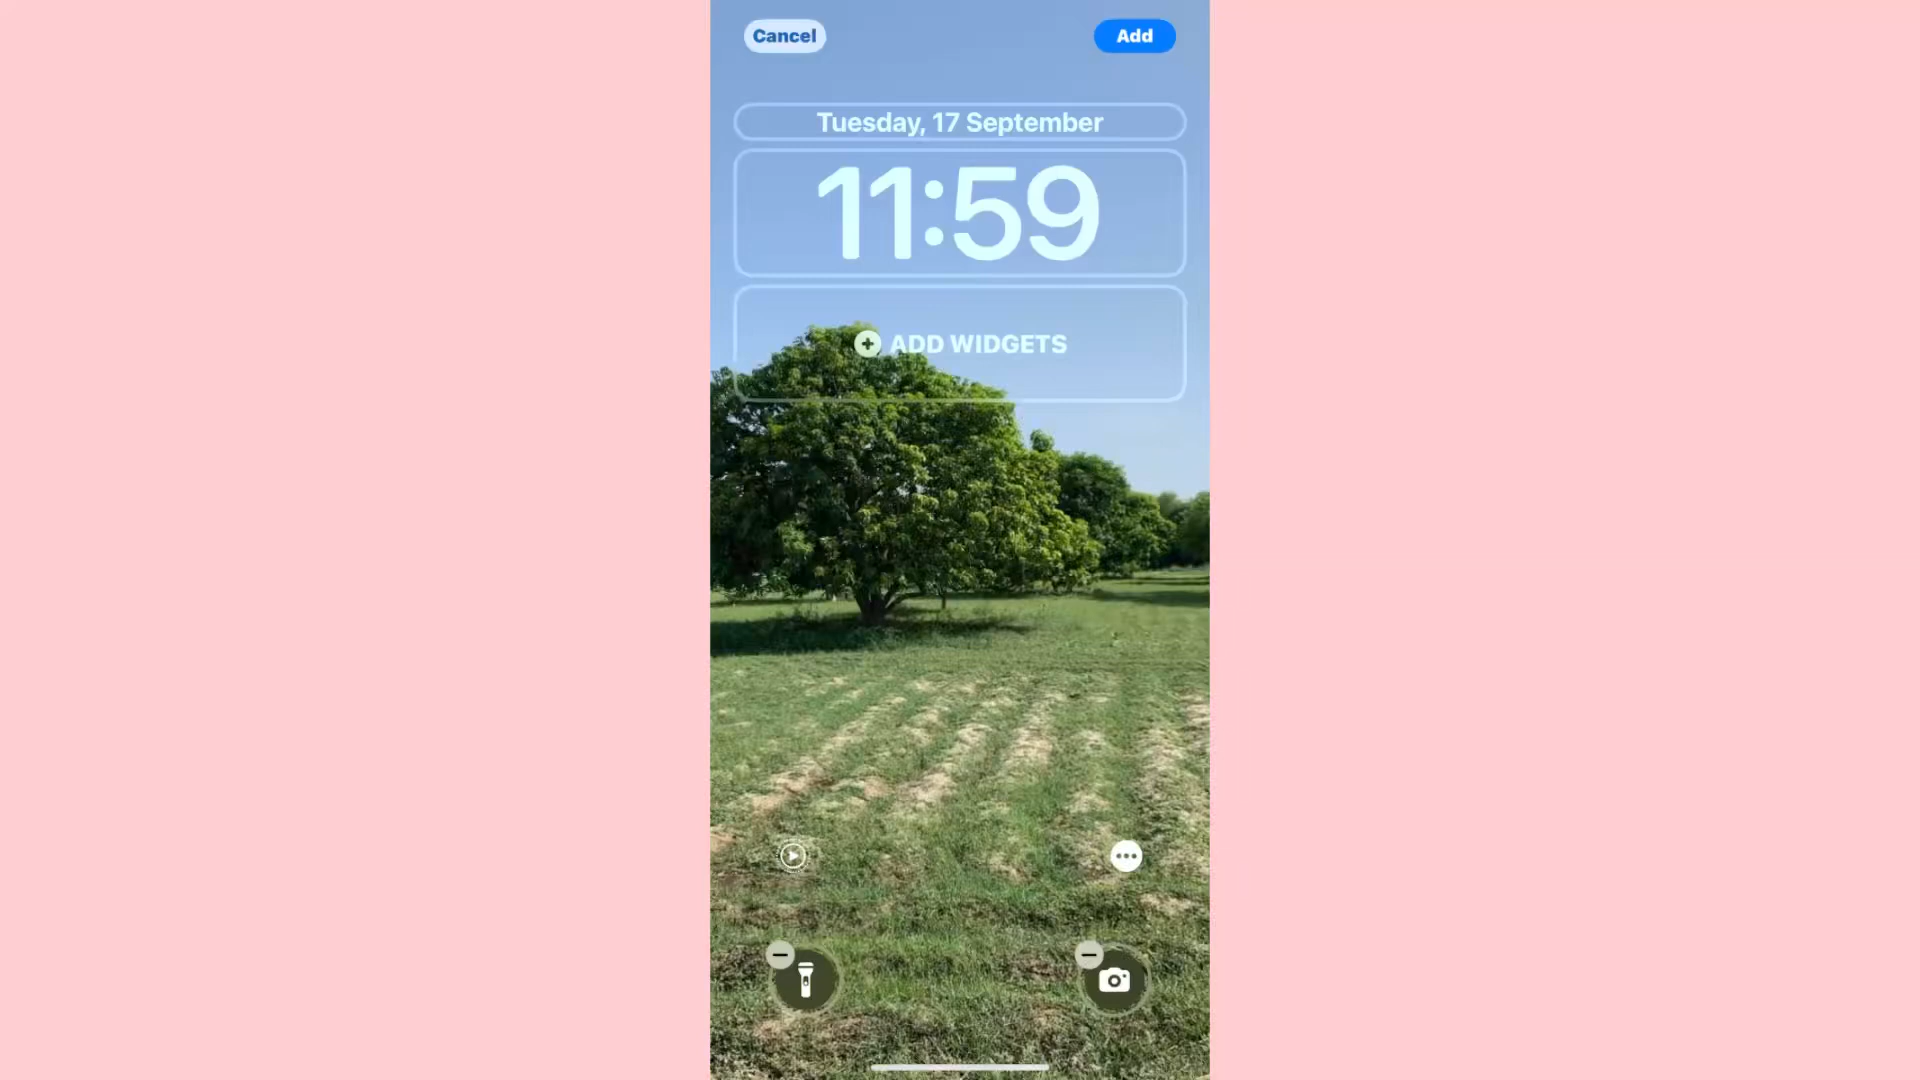 Cancel
Add
Tuesday, 17 September
11:59
ADD WIDGETS